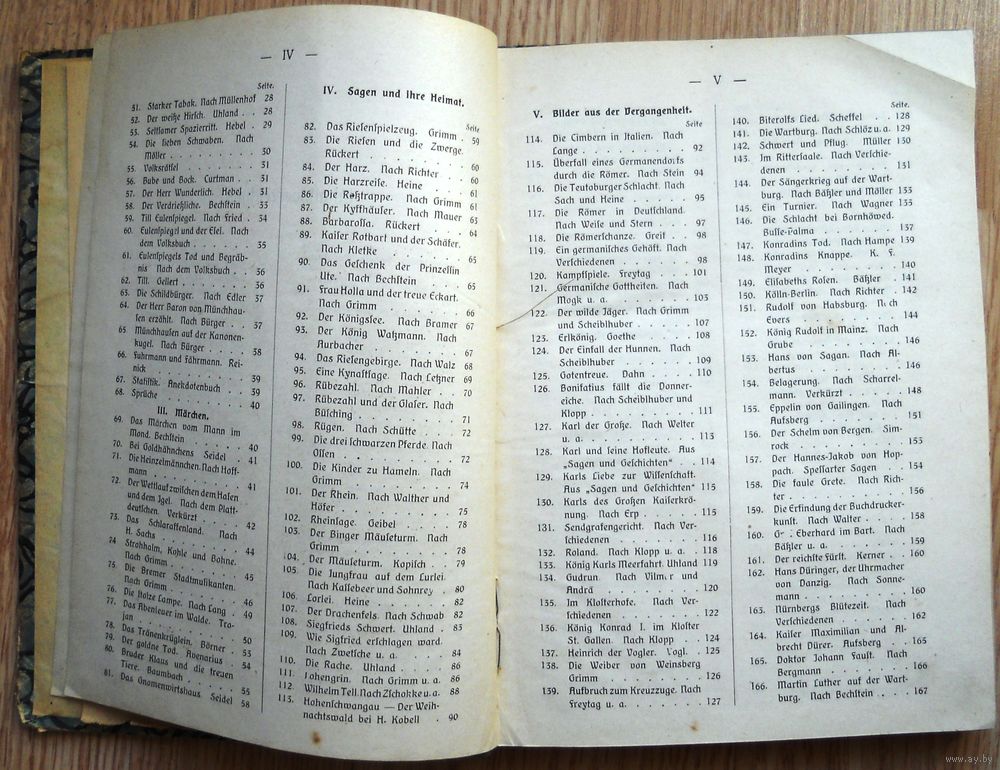 — IV —
Seite.
51. Starker Tabak. Nach Müllenhof 28
52. Der weiße Hirsch. Uhland . . 28
53. Seltsamer Spazierritt. Hebel . 29
54. Die sieben Schwaben. Nach
Möller . . . . . . . . . 30
55. Volksrätsel . . . . . . . . 31
56. Bube und Bock. Curtman . . 31
57. Der Herr Wunderlich. Hebel . 31
58. Der Verdrießliche. Bechstein . 33
59. Till Eulenspiegel. Nach Fried . 34
60. Eulenspiegel und der Esel. Nach
dem Volksbuch . . . . . . 35
61. Eulenspiegels Tod und Begräb-
nis Nach dem Volksbuch . . 36
62. Till. Gellert . . . . . . . 36
63. Die Schildbürger. Nach Edler 37
64. Der Herr Baron von Münchhau-
sen erzählt. Nach Bürger . . 37
65 Münchhausen auf der Kanonen-
kugel. Nach Bürger . . . . 38
66. Fuhrmann und Fährmann. Rei-
nick . . . . . . . . . . 39
67. Statistik. Anekdotenbuch . . . 39
68. Sprüche . . . . . . . . . 40
III. Märchen.
69. Das Märchen vom Mann im
Mond. Bechstein . . . . . 40
70. Bei Goldhähnchens Seidel . 41
71. Die Heinzelmännchen. Nach Hoff-
mann . . . . . . . . . 41
72. Der Wettlauf zwischen dem Hasen
und dem Igel. Nach dem Platt-
deutschen. Verkürzt . . . . 42
73. Das Schlaraffenland. Nach
H. Sachs . . . . . . . . 44
74 Strohholm, Kohle und Bohne.
Nach Grimm . . . . . . . 45
75. Die Bremer Stadtmusikanten.
Nach Grimm . . . . . . . 46
76. Die stolze Lampe. Nach Lang . 49
77. Das Abenteuer im Walde. Tro-
jan . . . . . . . . . . 50
78. Das Tränenkrüglein. Börner . 53
79. Der goldne Tod. Avenarius . 54
80. Bruder Klaus und die treuen
Tiere. Baumbach . . . . . 55
81. Das Gnomenwirtshaus Seidel 58
IV. Sagen und ihre Heimat.
Seite
82. Das Riesenspielzeug. Grimm . 59
83. Die Riesen und die Zwerge.
Rückert . . . . . . . . . 60
84. Der Harz. Nach Richter . . . 60
85. Die Harzreise. Heine . . . . 61
86. Die Roßtrappe. Nach Grimm 61
87. Der Kyffhäuser. Nach Mauer 63
88. Barbarossa. Rückert . . . . 64
89. Kaiser Rotbart und der Schäfer.
Nach Kletke . . . . . . . 65
90. Das Geschenk der Prinzessin
Ute. Nach Bechstein . . . . 65
91. Frau Holla und der treue Eckart.
Nach Grimm . . . . . . . 66
92. Der Königssee. Nach Bramer 67
93. Der König Watzmann. Nach
Aurbacher . . . . . . . . 67
94. Das Riesengebirge. Nach Walz 68
95. Eine Kynastsage. Nach Letzner 69
96. Rübezahl. Nach Mahler . . . 70
97. Rübezahl und der Glaser. Nach
Büsching . . . . . . . . 71
98. Rügen. Nach Schütte . . . . 72
99. Die drei schwarzen Pferde. Nach
Ossen . . . . . . . . . 72
100. Die Kinder zu Hameln. Nach
Grimm . . . . . . . . . 74
101. Der Rhein. Nach Walther und
Höfer . . . . . . . . . 75
102. Rheinsage. Geibel . . . . . 78
103. Der Binger Mäuseturm. Nach
Grimm . . . . . . . . . 78
104. Der Mäuseturm. Kopisch . . 79
105. Die Jungfrau auf dem Lurlei.
Nach Kassebeer und Sohnrey . 80
106. Lorlei. Heine . . . . . . . 82
107. Der Drachenfels. Nach Schwab 82
108. Siegfrieds Schwert. Uhland . 83
109. Wie Sigfried erschlagen ward.
Nach Zwetsche u. a. . . . . 84
110. Die Rache. Uhland . . . . . 86
111. Lohengrin. Nach Grimm u. a. 86
112. Wilhelm Tell. Nach Zschokke u. a. 88
113. Hohenschwangau — Der Weih-
nachtswald bei H. Kobell . . 90
— V —
V. Bilder aus der Vergangenheit.
Seite
114. Die Cimbern in Italien. Nach
Lange . . . . . . . . . 92
115. Überfall eines Germanendorfs
durch die Römer. Nach Stein 94
116. Die Teutoburger Schlacht. Nach
Sach und Heine . . . . . . 95
117. Die Römer in Deutschland.
Nach Weise und Stern . . . 97
118. Die Römerschanze. Greif . . 98
119. Ein germanisches Gehöft. Nach
Verschiedenen . . . . . . 98
120. Kampfspiele. Freytag . . . 101
121. Germanische Gottheiten. Nach
Mogk u. a. . . . . . . . 103
122. Der wilde Jäger. Nach Grimm
und Scheiblhuber . . . . . 107
123. Erlkönig. Goethe . . . . . 108
124. Der Einfall der Hunnen. Nach
Scheiblhuber . . . . . . . 109
125. Gotentreue. Dahn . . . . . 110
126. Bonifatius fällt die Donner-
eiche. Nach Scheiblhuber und
Klopp . . . . . . . . . 111
127. Karl der Große. Nach Welter
u. a. . . . . . . . . . 113
128. Karl und seine Hofleute. Aus
„Sagen und Geschichten“ . . 114
129. Karls Liebe zur Wissenschaft.
Aus „Sagen und Geschichten“ 115
130. Karls des Großen Kaiserkrö-
nung. Nach Erp . . . . . 115
131. Sendgrafengericht. Nach Ver-
schiedenen . . . . . . . 116
132. Roland. Nach Klopp u. a. . 118
133. König Karls Meerfahrt. Uhland 119
134. Gudrun. Nach Vilmar und
Andrä . . . . . . . . . 120
135. Im Klosterhofe. Nach Ver-
schiedenen . . . . . . . 122
136. König Konrad I. im Kloster
St. Gallen. Nach Klopp . . 124
137. Heinrich der Vogler. Vogl . 125
138. Die Weiber von Weinsberg
Grimm . . . . . . . . . 126
139. Aufbruch zum Kreuzzuge. Nach
Freytag u. a. . . . . . . 127
Seite.
140. Biterolfs Lied. Scheffel . . 128
141. Die Wartburg. Nach Schlöz u. a. 129
142. Schwert und Pflug. Müller 130
143. Im Rittersaale. Nach Verschie-
denen . . . . . . . . . 131
144. Der Sängerkrieg auf der Wart-
burg. Nach Bäßler und Möller 133
145. Ein Turnier. Nach Wagner 135
146. Die Schlacht bei Bornhöwed.
Busse-Palma . . . . . . . 137
147. Konradins Tod. Nach Hampe 139
148. Konradins Knappe. K. F.
Meyer . . . . . . . . . 140
149. Elisabeths Rosen. Bäßler . 141
150. Kölln-Berlin. Nach Richter . 142
151. Rudolf von Habsburg. Nach
Evers . . . . . . . . . 144
152. König Rudolf in Mainz. Nach
Grube . . . . . . . . . 146
153. Hans von Sagan. Nach Al-
bertus . . . . . . . . . 146
154. Belagerung. Nach Scharrel-
mann. Verkürzt . . . . . 148
155. Eppelin von Gailingen. Nach
Aufsberg . . . . . . . . 151
156. Der Schelm von Bergen. Sim-
rock . . . . . . . . . . 153
157. Der Hannes-Jakob von Hop-
pach. Spessarter Sagen . . 154
158. Die faule Grete. Nach Rich-
ter . . . . . . . . . . 156
159. Die Erfindung der Buchdrucker-
kunst. Nach Walter . . . . 158
160. Gr. Eberhard im Bart. Nach
Bäßler u. a. . . . . . . . 159
161. Der reichste Fürst. Kerner . 160
162. Hans Düringer, der Uhrmacher
von Danzig. Nach Sonne-
mann . . . . . . . . . 160
163. Nürnbergs Blütezeit. Nach
Verschiedenen . . . . . . 162
164. Kaiser Maximilian und Al-
brecht Dürer. Aufsberg . . 164
165. Doktor Johann Faust. Nach
Bergmann . . . . . . . 166
166. Martin Luther auf der Wart-
burg. Nach Bechstein . . . 167
www.ay.by